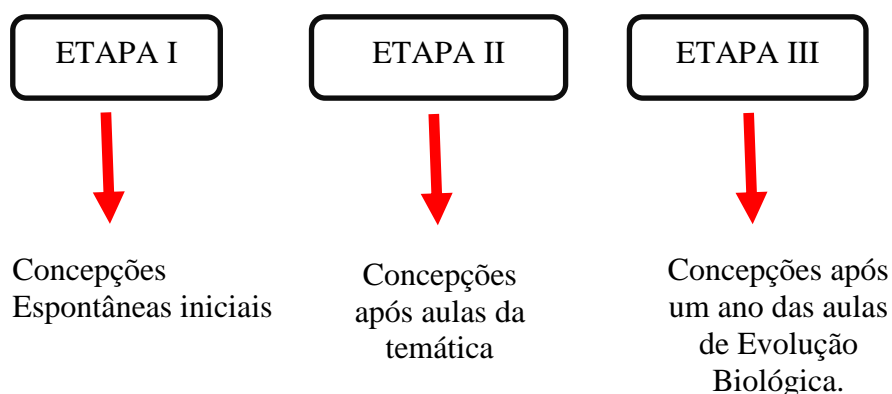 ETAPA I
ETAPA II
ETAPA III
Concepções
Espontâneas iniciais
Concepções
após aulas da
temática
Concepções após
um ano das aulas
de Evolução
Biológica.